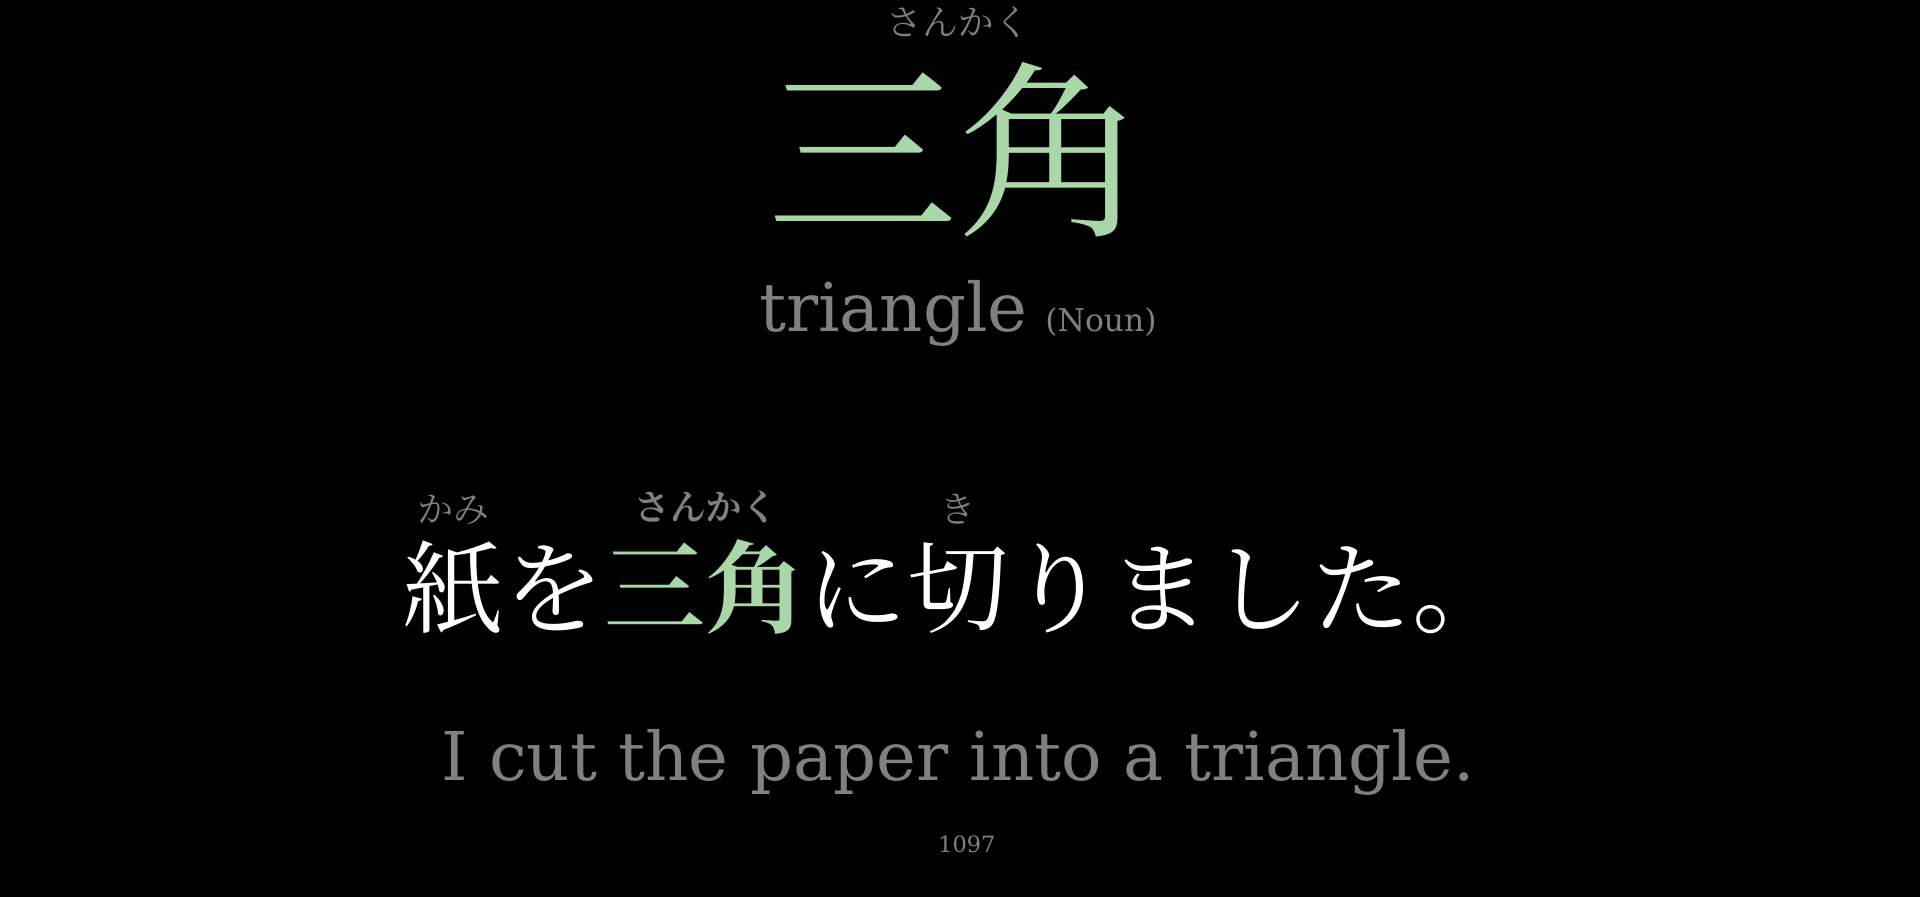 さんかく
三角
triangle (Noun)
かみ さんかく き
紙を三角に切りました。
I cut the paper into a triangle.
1097